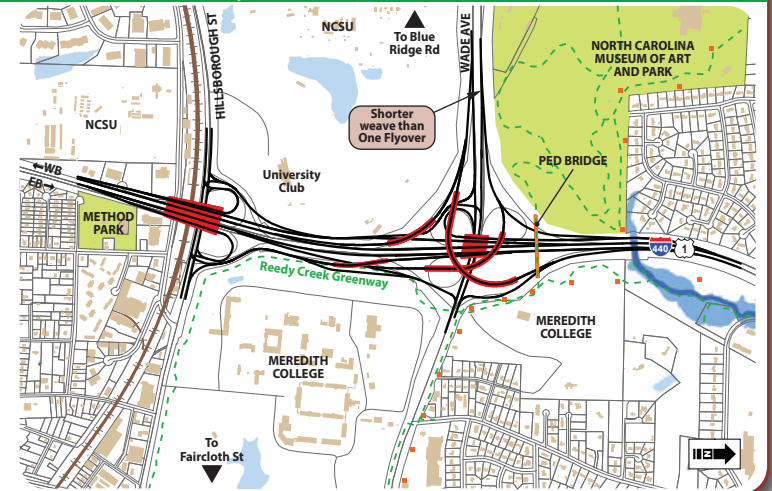 HILLSBOROUGH ST
NCSU
To Blue
Ridge Rd
WADE AVE
NORTH CAROLINA
MUSEUM OF ART
AND PARK
Shorter
weave than
One Flyover
NCSU
PED BRIDGE
WB
EB
University
Club
METHOD
PARK
440
1
Reedy Creek Greenway
MEREDITH
COLLEGE
MEREDITH
COLLEGE
To
Faircloth St
N